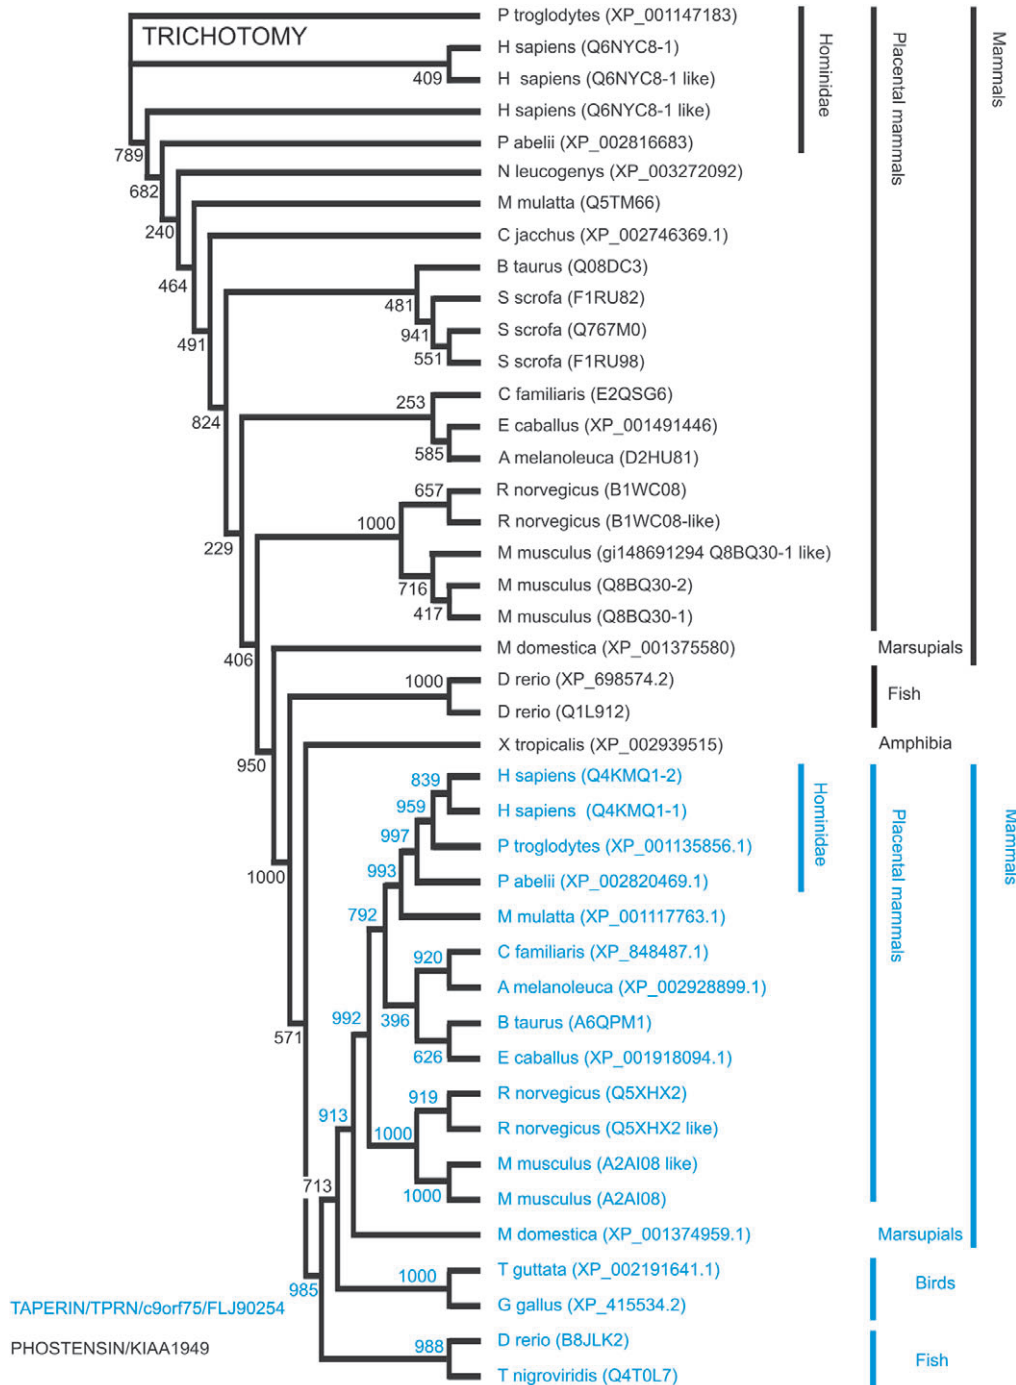 P troglodytes (XP_001147183)
TRICHOTOMY
H sapiens (Q6NYC8-1)
409
H sapiens (Q6NYC8-1 like)
H sapiens (Q6NYC8-1 like)
789
P abelii (XP_002816683)
Hominidae
Placental mammals
Mammals
682
N leucogenys (XP_003272092)
240
M mulatta (Q5TM66)
464
C jacchus (XP_002746369.1)
491
B taurus (Q08DC3)
481
S scrofa (F1RU82)
941
S scrofa (Q767M0)
551
S scrofa (F1RU98)
824
C familiaris (E2QSG6)
253
E caballus (XP_001491446)
585
A melanoleuca (D2HU81)
229
657
R norvegicus (B1WC08)
1000
R norvegicus (B1WC08-like)
M musculus (gi148691294 Q8BQ30-1 like)
716
M musculus (Q8BQ30-2)
417
M musculus (Q8BQ30-1)
406
M domestica (XP_001375580)
Marsupials
1000
D rerio (XP_698574.2)
D rerio (Q1L912)
Fish
950
X tropicalis (XP_002939515)
Amphibia
839
H sapiens (Q4KMQ1-2)
959
H sapiens (Q4KMQ1-1)
997
P troglodytes (XP_001135856.1)
993
P abelii (XP_002820469.1)
Hominidae
Placental mammals
Mammals
1000
792
M mulatta (XP_001117763.1)
920
C familiaris (XP_848487.1)
A melanoleuca (XP_002928899.1)
571
992
396
B taurus (A6QPM1)
626
E caballus (XP_001918094.1)
919
R norvegicus (Q5XHX2)
913
1000
R norvegicus (Q5XHX2 like)
M musculus (A2AI08 like)
713
1000
M musculus (A2AI08)
M domestica (XP_001374959.1)
Marsupials
985
1000
T guttata (XP_002191641.1)
G gallus (XP_415534.2)
Birds
TAPERIN/TPRN/c9orf75/FLJ90254
988
D rerio (B8JLK2)
T nigroviridis (Q4T0L7)
Fish
PHOSTENSIN/KIAA1949